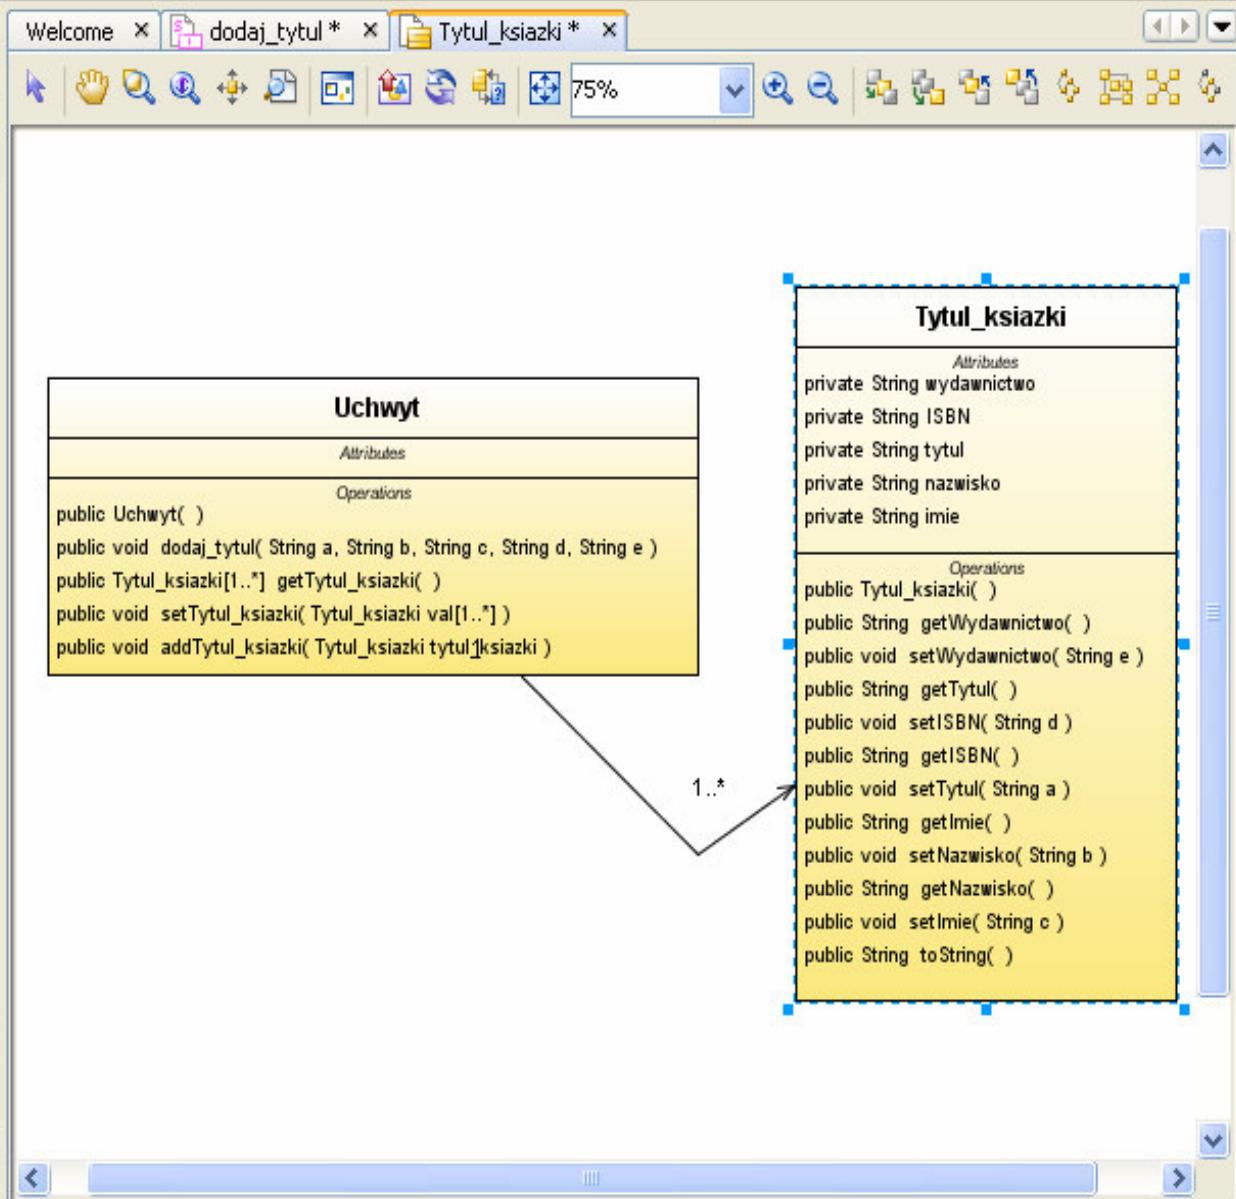 Welcome
dodaj_tytul *
Tytul_ksiazki *
75%
Uchwyt
Attributes
Operations
public Uchwyt( )
public void dodaj_tytul( String a, String b, String c, String d, String e )
public Tytul_ksiazki[1..*] getTytul_ksiazki( )
public void setTytul_ksiazki( Tytul_ksiazki val[1..*] )
public void addTytul_ksiazki( Tytul_ksiazki tytul_ksiazki )
1..*
Tytul_ksiazki
Attributes
private String wydawnictwo
private String ISBN
private String tytul
private String nazwisko
private String imie
Operations
public Tytul_ksiazki( )
public String getWydawnictwo( )
public void setWydawnictwo( String e )
public String getTytul( )
public void setISBN( String d )
public String getISBN( )
public void setTytul( String a )
public String getImie( )
public void setNazwisko( String b )
public String getNazwisko( )
public void setImie( String c )
public String toString( )